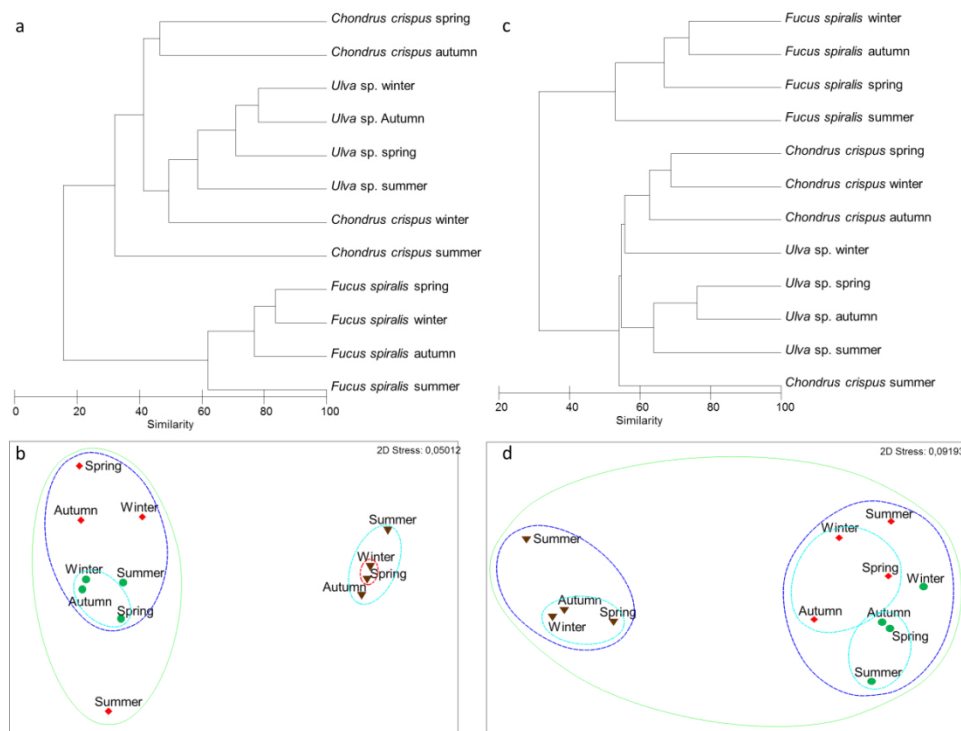 a
Chondrus crispus spring
Chondrus crispus autumn
Ulva sp. winter
Ulva sp. Autumn
Ulva sp. spring
Ulva sp. summer
Chondrus crispus winter
Chondrus crispus summer
Fucus spiralis spring
Fucus spiralis winter
Fucus spiralis autumn
Fucus spiralis summer
0 20 40 60 80 100
Similarity
c
Fucus spiralis winter
Fucus spiralis autumn
Fucus spiralis spring
Fucus spiralis summer
Chondrus crispus spring
Chondrus crispus winter
Chondrus crispus autumn
Ulva sp. winter
Ulva sp. spring
Ulva sp. autumn
Ulva sp. summer
Chondrus crispus summer
20 40 60 80 100
Similarity
b
2D Stress: 0,05012
Spring
Autumn
Winter
Winter
Summer
Autumn
Spring
Summer
Summer
Winter
Spring
Autumn
d
2D Stress: 0,09193
Summer
Autumn
Winter
Spring
Summer
Winter
Spring
Winter
Autumn
Autumn
Spring
Summer